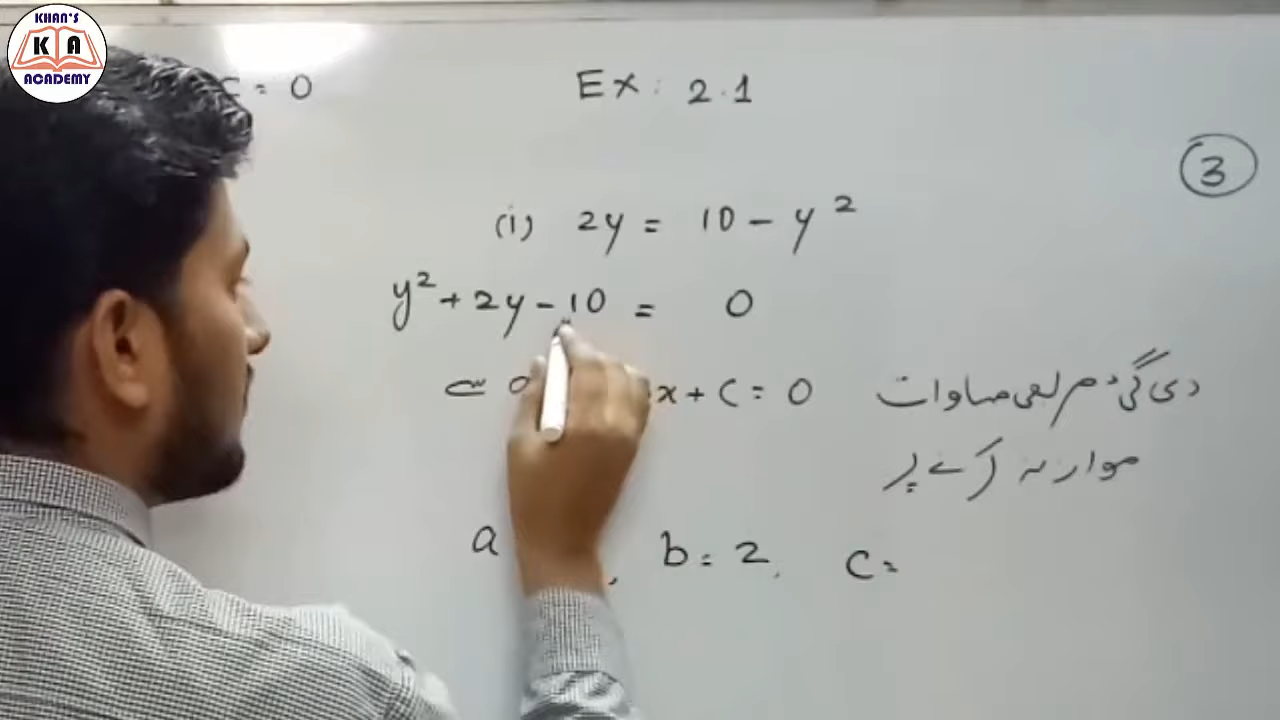 KHAN'S
K A
ACADEMY
C = 0
Ex: 2.1
3
(i) 2y = 10 - y²
y² + 2y - 10 = 0
دی گئی مساوات
x + c = 0 سے
موازنہ کرنے پر
a , b = 2, c =